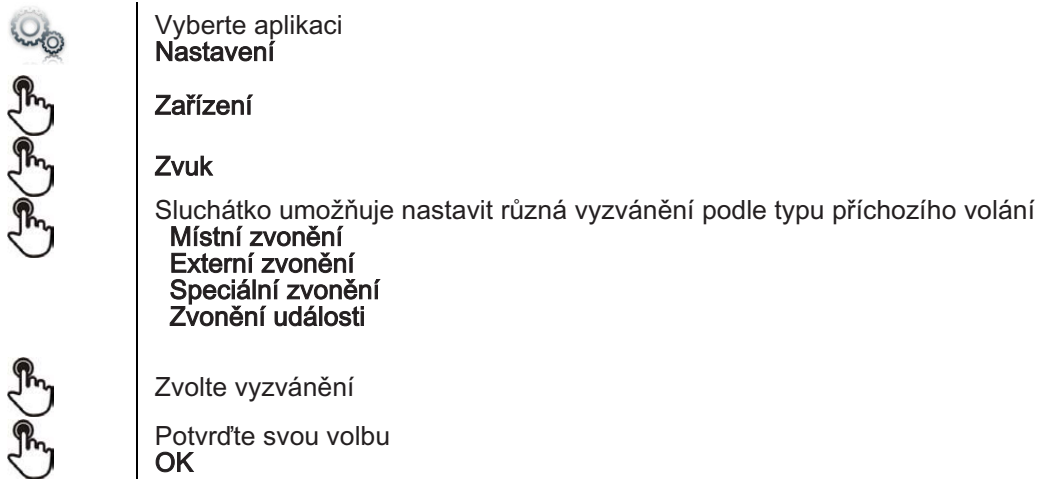 Vyberte aplikaci
Nastavení
Zařízení
Zvuk
Sluchátko umožňuje nastavit různá vyzvánění podle typu příchozího volání
Místní zvonění
Externí zvonění
Speciální zvonění
Zvonění události
Zvolte vyzvánění
Potvrďte svou volbu
OK